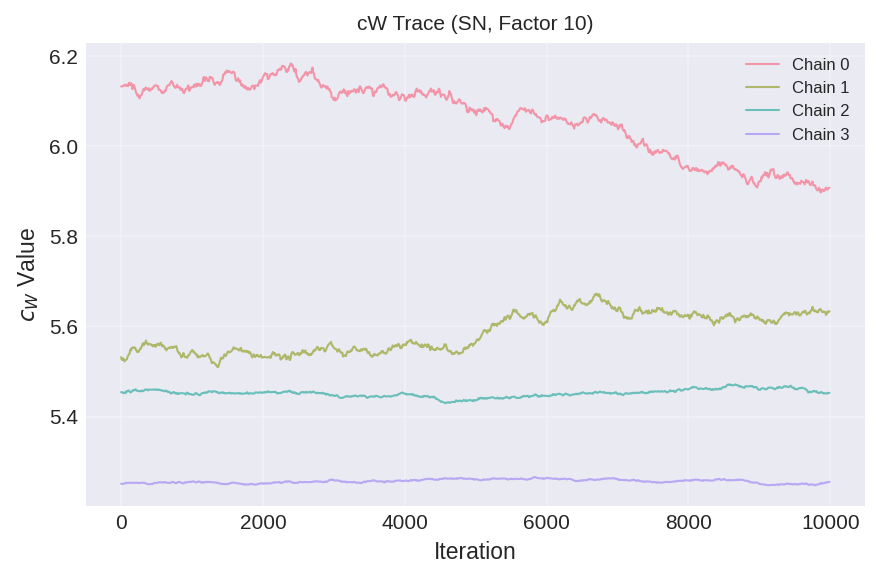 cW Trace (SN, Factor 10)
Chain 0
Chain 1
Chain 2
Chain 3
6.2
6.0
5.8
5.6
5.4
c_W Value
0 2000 4000 6000 8000 10000
Iteration